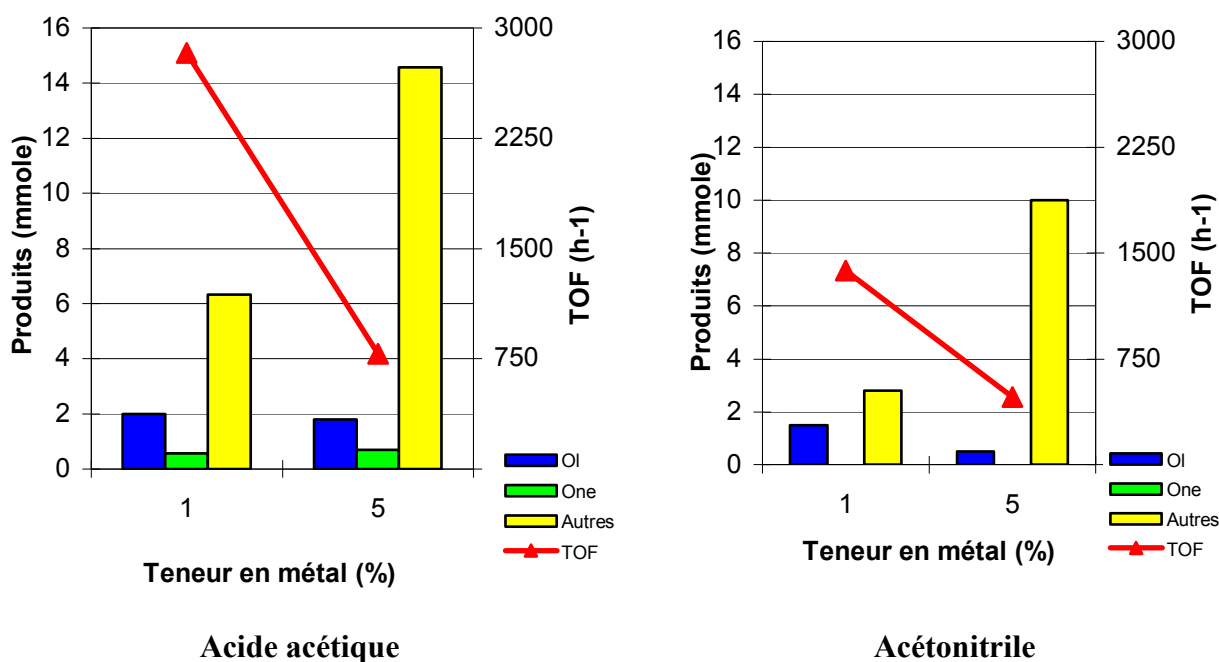 16
14
12
10
8
6
4
2
0
Produits (mmole)
3000
2250
1500
750
0
TOF (h-1)
1
5
Teneur en métal (%)
Ol
One
Autres
TOF
Acide acétique
16
14
12
10
8
6
4
2
0
Produits (mmole)
3000
2250
1500
750
0
TOF (h-1)
1
5
Teneur en métal (%)
Ol
One
Autres
TOF
Acétonitrile